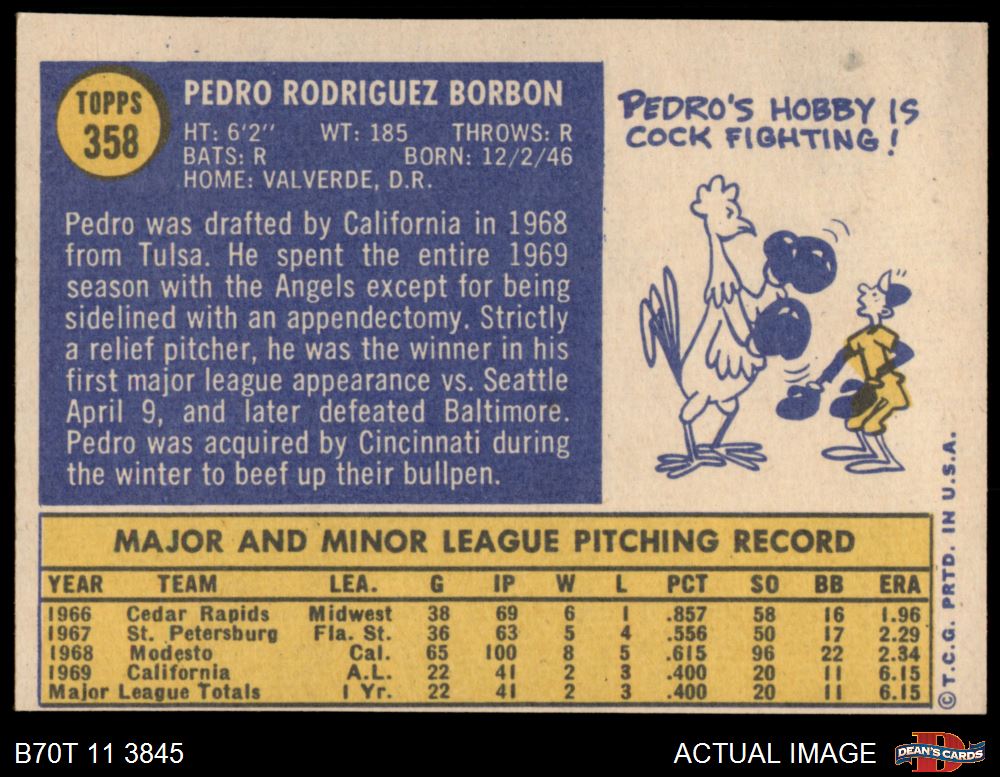 TOPPS
358
PEDRO RODRIGUEZ BORBON
HT: 6'2" WT: 185 THROWS: R
BATS: R BORN: 12/2/46
HOME: VALVERDE, D.R.
Pedro was drafted by California in 1968
from Tulsa. He spent the entire 1969
season with the Angels except for being
sidelined with an appendectomy. Strictly
a relief pitcher, he was the winner in his
first major league appearance vs. Seattle
April 9, and later defeated Baltimore.
Pedro was acquired by Cincinnati during
the winter to beef up their bullpen.
PEDRO'S HOBBY IS
COCK FIGHTING!
MAJOR AND MINOR LEAGUE PITCHING RECORD
YEAR TEAM LEA. G IP W L PCT SO BB ERA
1966 Cedar Rapids Midwest 38 69 6 1 .857 58 16 1.96
1967 St. Petersburg Fla. St. 36 63 5 4 .556 50 17 2.29
1968 Modesto Cal. 65 100 8 5 .615 96 22 2.34
1969 California A.L. 22 41 2 3 .400 20 11 6.15
Major League Totals 1 Yr. 22 41 2 3 .400 20 11 6.15
©T.C.G. PRTD. IN U.S.A.
B70T 11 3845
ACTUAL IMAGE
D
DEAN'S CARDS